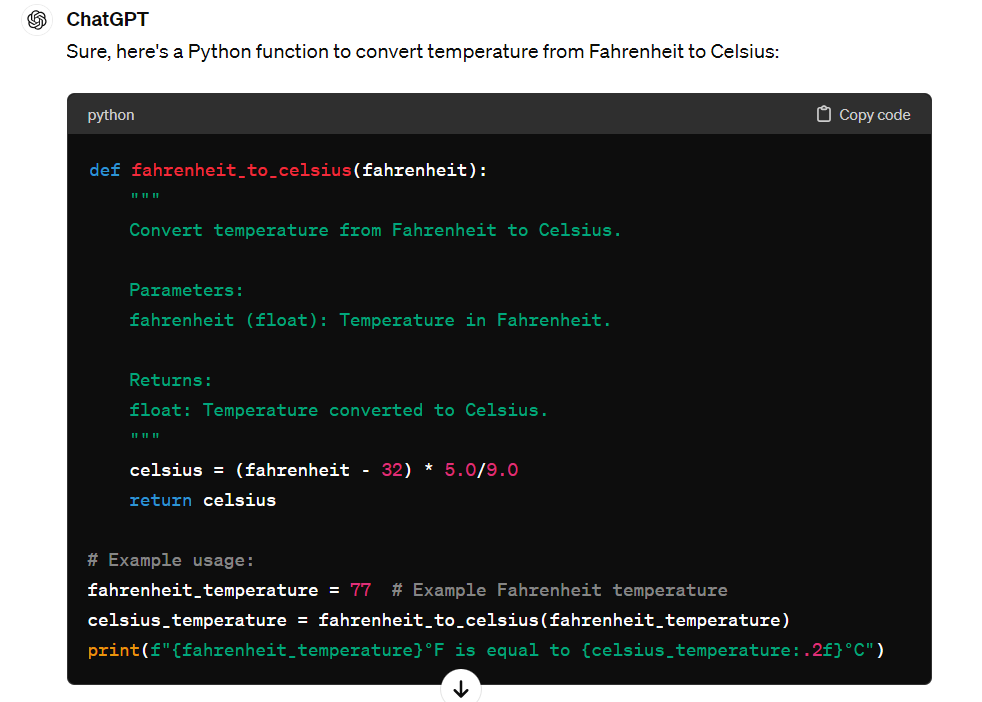 ChatGPT
Sure, here's a Python function to convert temperature from Fahrenheit to Celsius:
python
Copy code
def fahrenheit_to_celsius(fahrenheit):
    """
    Convert temperature from Fahrenheit to Celsius.

    Parameters:
    fahrenheit (float): Temperature in Fahrenheit.

    Returns:
    float: Temperature converted to Celsius.
    """
    celsius = (fahrenheit - 32) * 5.0/9.0
    return celsius

# Example usage:
fahrenheit_temperature = 77  # Example Fahrenheit temperature
celsius_temperature = fahrenheit_to_celsius(fahrenheit_temperature)
print(f"{fahrenheit_temperature}°F is equal to {celsius_temperature:.2f}°C")